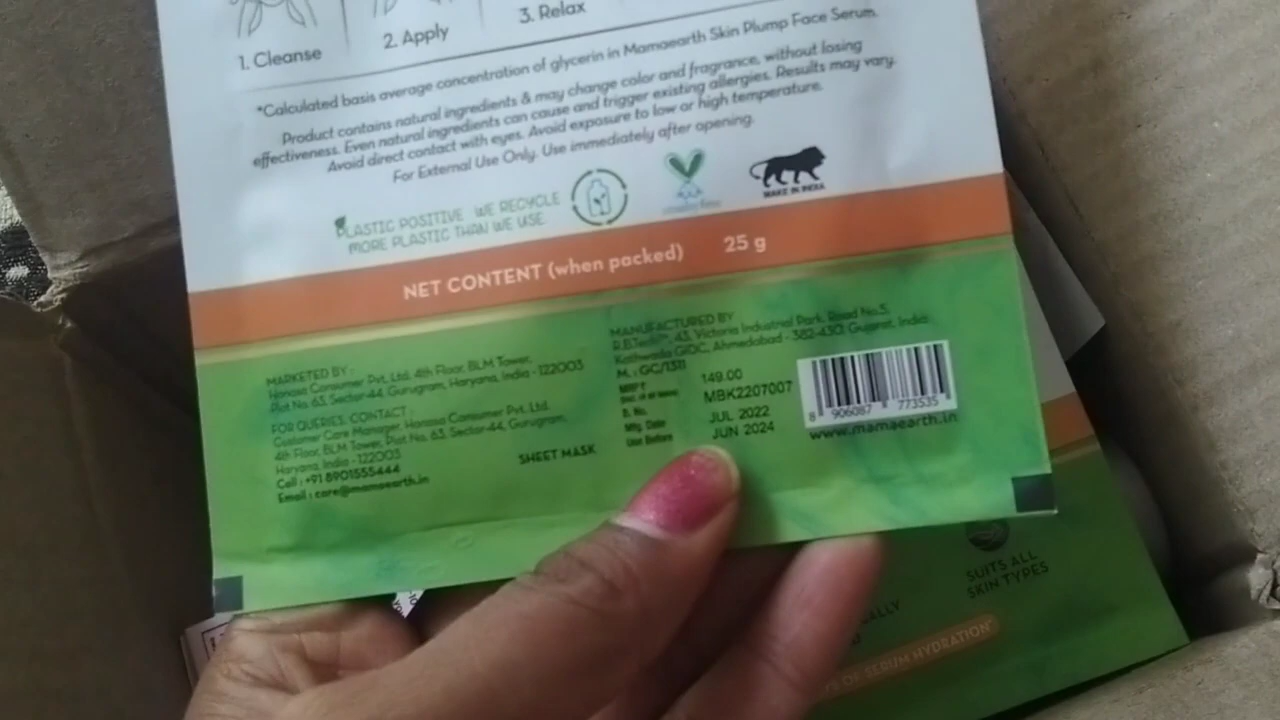 1. Cleanse
2. Apply
3. Relax
*Calculated basis average concentration of glycerin in Mamaearth Skin Plump Face Serum.
Product contains natural ingredients & may change color and fragrance, without losing
effectiveness. Even natural ingredients can cause and trigger existing allergies. Results may vary.
Avoid direct contact with eyes. Avoid exposure to low or high temperature.
For External Use Only. Use immediately after opening.
PLASTIC POSITIVE WE RECYCLE
MORE PLASTIC THAN WE USE
MAKE IN INDIA
NET CONTENT (when packed) 25 g
MARKETED BY :
Honasa Consumer Pvt. Ltd. 4th Floor, BLM Tower,
Plot No. 63, Sector-44, Gurugram, Haryana, India - 122003
FOR QUERIES, CONTACT :
Customer Care Manager, Honasa Consumer Pvt. Ltd.
4th Floor, BLM Tower, Plot No. 63, Sector-44, Gurugram,
Haryana, India - 122003
Call : +91 8901555444
Email : care@mamaearth.in
SHEET MASK
MANUFACTURED BY
43, Victoria Industrial Park, Road No.5,
Kathwada GIDC, Ahmedabad - 382430 Gujarat, India
M. : GC/1311
149.00
B. No. MBK2207007
Mfg. Date JUL 2022
Use Before JUN 2024
8 906087 773535
www.mamaearth.in
SUITS ALL
SKIN TYPES
OF SERUM HYDRATION*